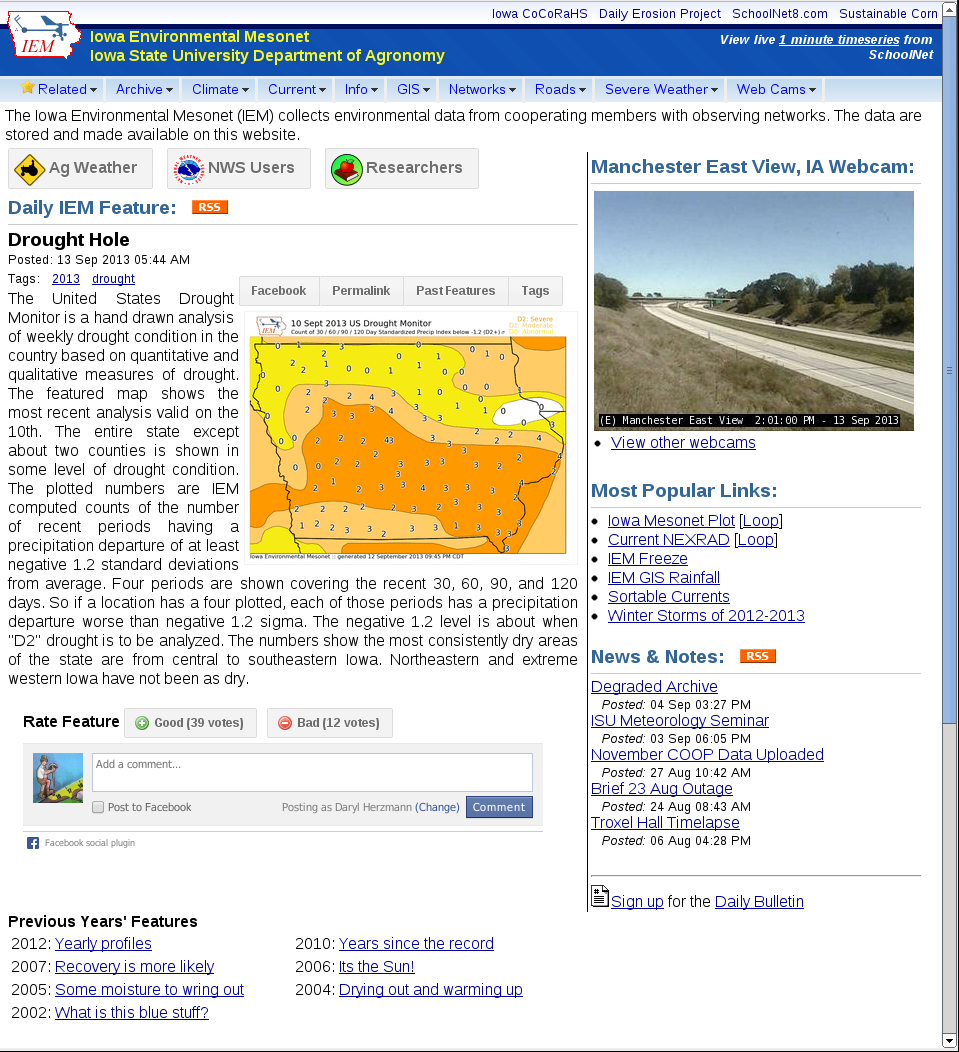 Iowa CoCoRaHS Daily Erosion Project SchoolNet8.com Sustainable Corn
IEM
Iowa Environmental Mesonet
Iowa State University Department of Agronomy
View live 1 minute timeseries from
SchoolNet
Related Archive Climate Current Info GIS Networks Roads Severe Weather Web Cams
The Iowa Environmental Mesonet (IEM) collects environmental data from cooperating members with observing networks. The data are
stored and made available on this website.
Ag Weather NWS Users Researchers
Daily IEM Feature: RSS
Drought Hole
Posted: 13 Sep 2013 05:44 AM
Tags: 2013 drought
Facebook Permalink Past Features Tags
The United States Drought
Monitor is a hand drawn analysis
of weekly drought condition in the
country based on quantitative and
qualitative measures of drought.
The featured map shows the
most recent analysis valid on the
10th. The entire state except
about two counties is shown in
some level of drought condition.
The plotted numbers are IEM
computed counts of the number
of recent periods having a
precipitation departure of at least
negative 1.2 standard deviations
from average. Four periods are shown covering the recent 30, 60, 90, and 120
days. So if a location has a four plotted, each of those periods has a precipitation
departure worse than negative 1.2 sigma. The negative 1.2 level is about when
"D2" drought is to be analyzed. The numbers show the most consistently dry areas
of the state are from central to southeastern Iowa. Northeastern and extreme
western Iowa have not been as dry.
IEM
10 Sept 2013 US Drought Monitor
Count of 30 / 60 / 90 / 120 Day Standardized Precip Index below -1.2 (D2+)
D2: Severe
D1: Moderate
D0: Abnormal
Iowa Environmental Mesonet :: generated 12 September 2013 09:45 PM CDT
Rate Feature Good (39 votes) Bad (12 votes)
Add a comment...
Post to Facebook Posting as Daryl Herzmann (Change) Comment
Facebook social plugin
Previous Years' Features
2012: Yearly profiles 2010: Years since the record
2007: Recovery is more likely 2006: Its the Sun!
2005: Some moisture to wring out 2004: Drying out and warming up
2002: What is this blue stuff?
Manchester East View, IA Webcam:
(E) Manchester East View 2:01:00 PM - 13 Sep 2013
View other webcams
Most Popular Links:
Iowa Mesonet Plot [Loop]
Current NEXRAD [Loop]
IEM Freeze
IEM GIS Rainfall
Sortable Currents
Winter Storms of 2012-2013
News & Notes: RSS
Degraded Archive
Posted: 04 Sep 03:27 PM
ISU Meteorology Seminar
Posted: 03 Sep 06:05 PM
November COOP Data Uploaded
Posted: 27 Aug 10:42 AM
Brief 23 Aug Outage
Posted: 24 Aug 08:43 AM
Troxel Hall Timelapse
Posted: 06 Aug 04:28 PM
Sign up for the Daily Bulletin